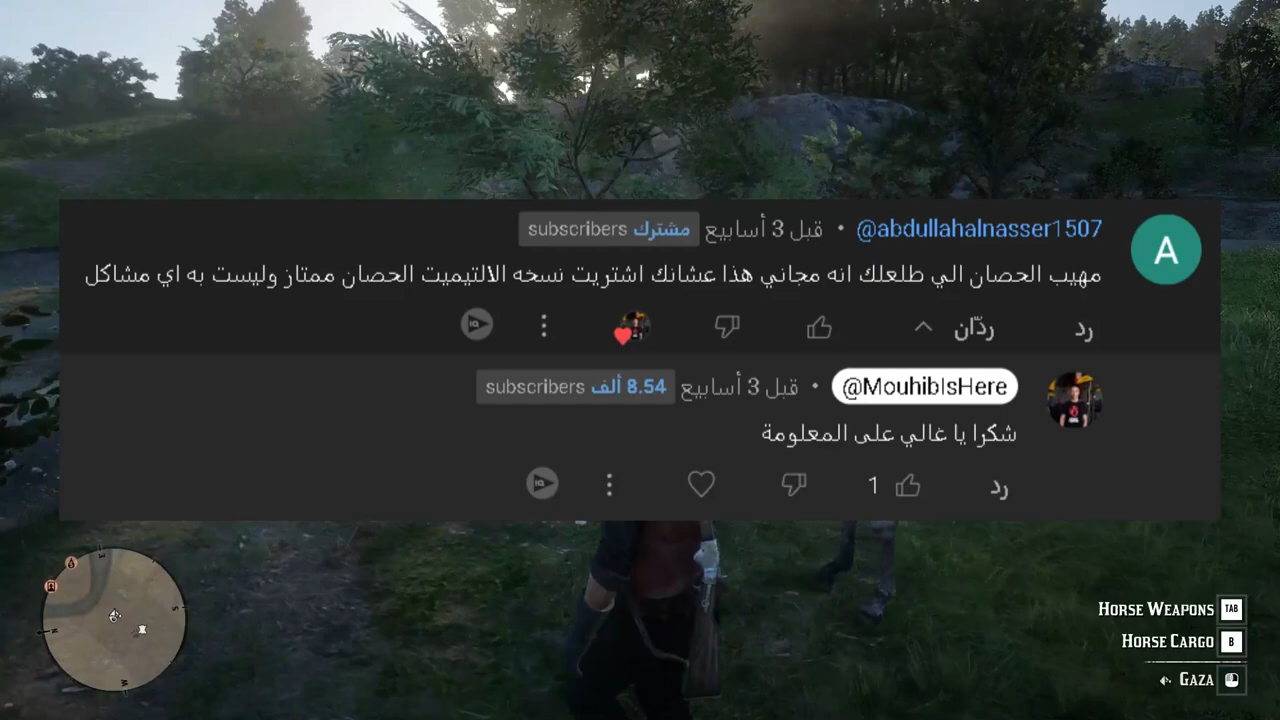 @abdullahalnasser1507 • قبل 3 أسابيع مشترك subscribers
A
مهيب الحصان الي طلعلك انه مجاني هذا عشانك اشتريت نسخه الالتيميت الحصان ممتاز وليست به اي مشاكل
رد ردّان
@MouhibIsHere • قبل 3 أسابيع 8.54 ألف subscribers
شكرا يا غالي على المعلومة
رد 1
HORSE WEAPONS TAB
HORSE CARGO B
GAZA